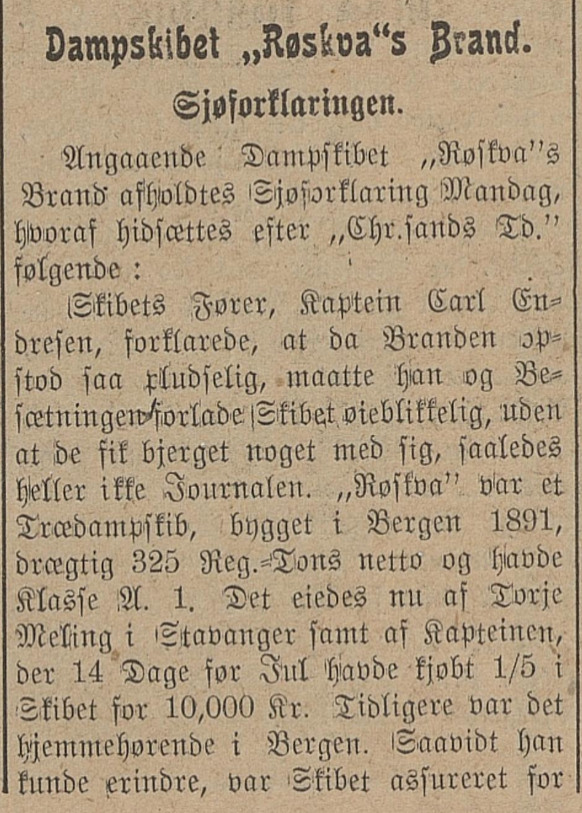 Dampskibet „Røskva“s Brand.
Sjøforklaringen.
Angaaende Dampskibet „Røskva”s
Brand afholdtes Sjøforklaring Mandag,
hvoraf hidsættes efter „Chr.sands Td.”
følgende :
Skibets Fører, Kaptein Carl En-
dresen, forklarede, at da Branden op-
stod saa pludselig, maatte han og Be-
sætningen forlade Skibet øieblikkelig, uden
at de fik bjerget noget med sig, saaledes
heller ikke Journalen. „Røskva” var et
Trædampskib, bygget i Bergen 1891,
drægtig 325 Reg.-Tons netto og havde
Klasse A. 1. Det eiedes nu af Torje
Meling i Stavanger samt af Kapteinen,
der 14 Dage før Jul havde kjøbt 1/5 i
Skibet for 10,000 Kr. Tidligere var det
hjemmehørende i Bergen. Saavidt han
kunde erindre, var Skibet assureret for